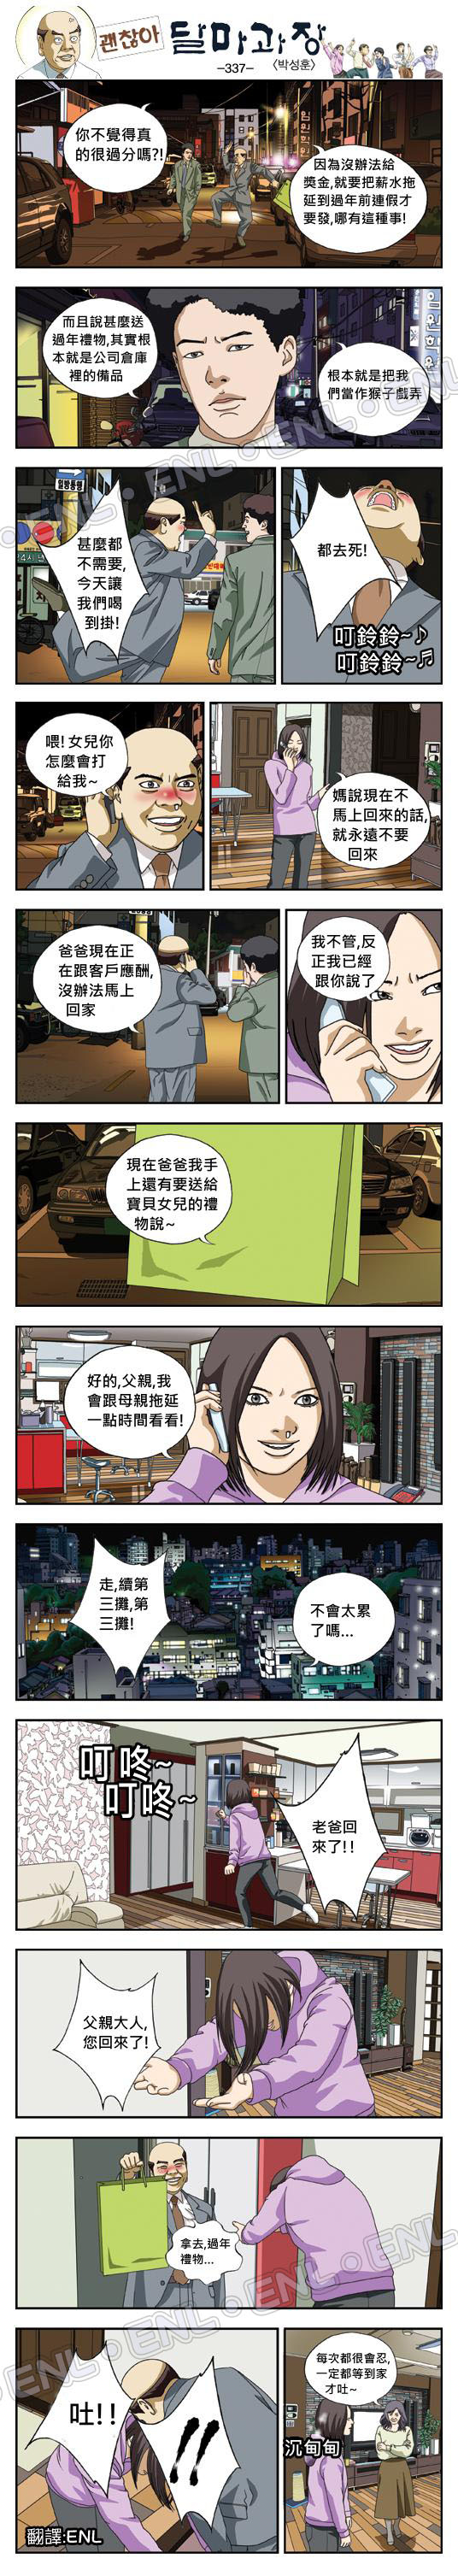 괜찮아
달마과장
-337-
〈박성훈〉
你不覺得真
的很過分嗎?!
因為沒辦法給
獎金,就要把薪水拖
延到過年前連假才
要發,哪有這種事!
而且說甚麼送
過年禮物,其實根
本就是公司倉庫
裡的備品
根本就是把我
們當作猴子戲弄
甚麼都
不需要,
今天讓
我們喝
到掛!
都去死!
叮鈴鈴~♪
叮鈴鈴~♬
喂!女兒你
怎麼會打
給我~
媽說現在不
馬上回來的話,
就永遠不要
回來
爸爸現在正
在跟客戶應酬,
沒辦法馬上
回家
我不管,反
正我已經
跟你說了
現在爸爸我手
上還有要送給
寶貝女兒的禮
物說~
好的,父親,我
會跟母親拖延
一點時間看看!
走,續第
三攤,第
三攤!
不會太累
了嗎...
叮咚~
叮咚~
老爸回
來了!!
父親大人,
您回來了!
拿去,過年
禮物...
吐!!
!!
每次都很會忍,
一定都等到家
才吐~
沉甸甸
翻譯:ENL
ENL